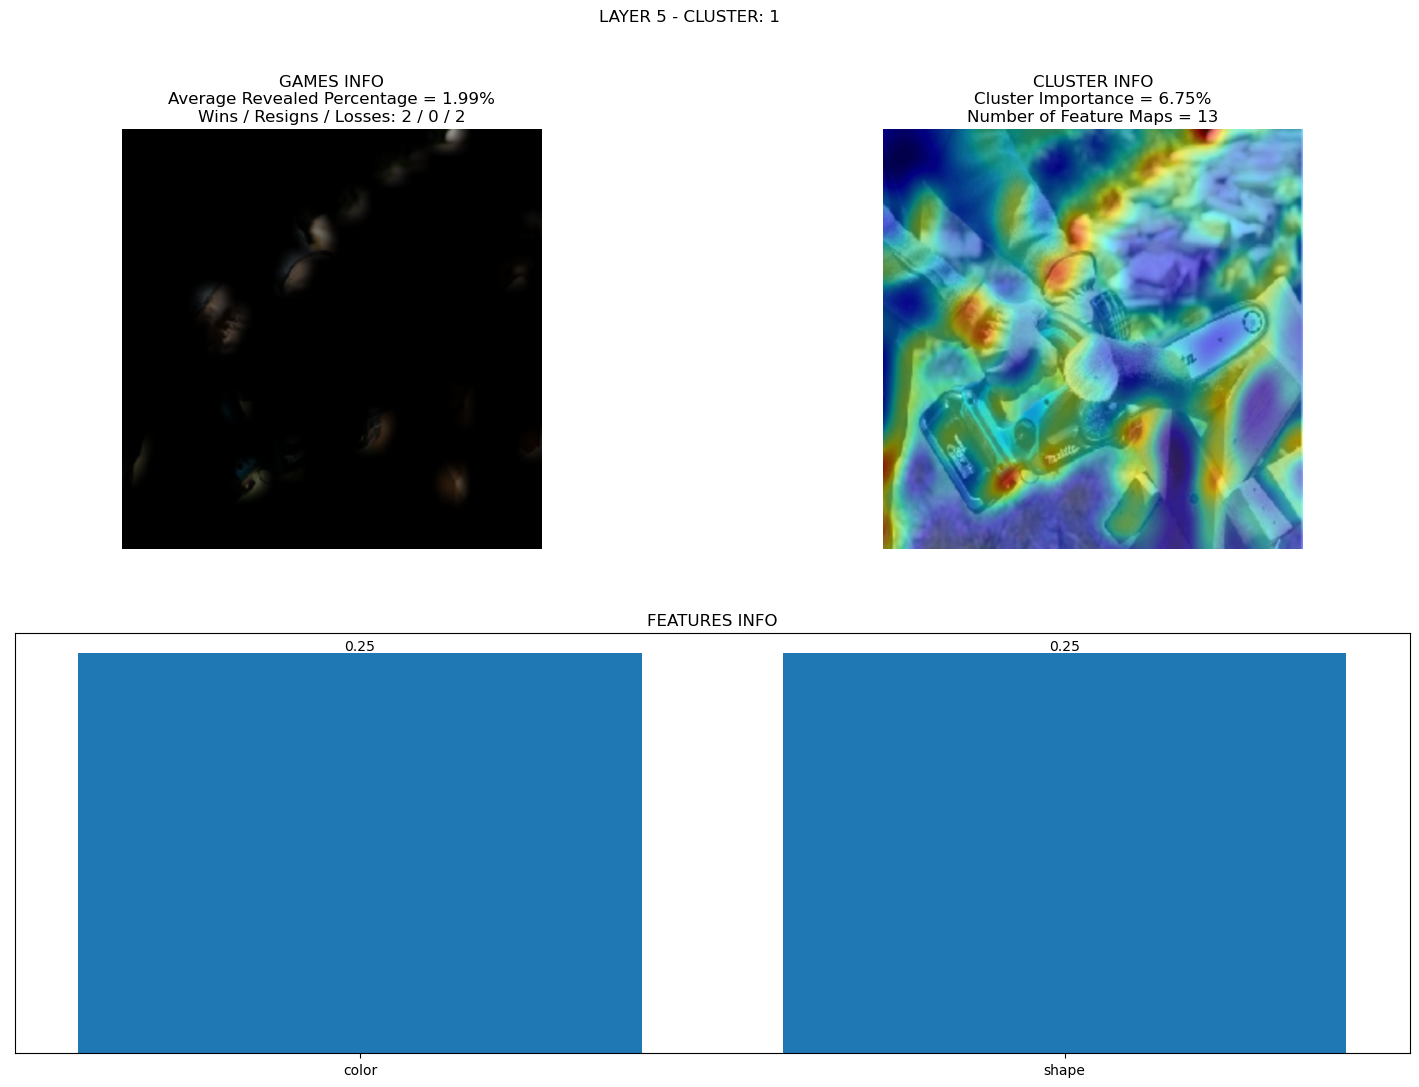 LAYER 5 - CLUSTER: 1
GAMES INFO
Average Revealed Percentage = 1.99%
Wins / Resigns / Losses: 2 / 0 / 2
CLUSTER INFO
Cluster Importance = 6.75%
Number of Feature Maps = 13
Makita
FEATURES INFO
0.25
0.25
color
shape